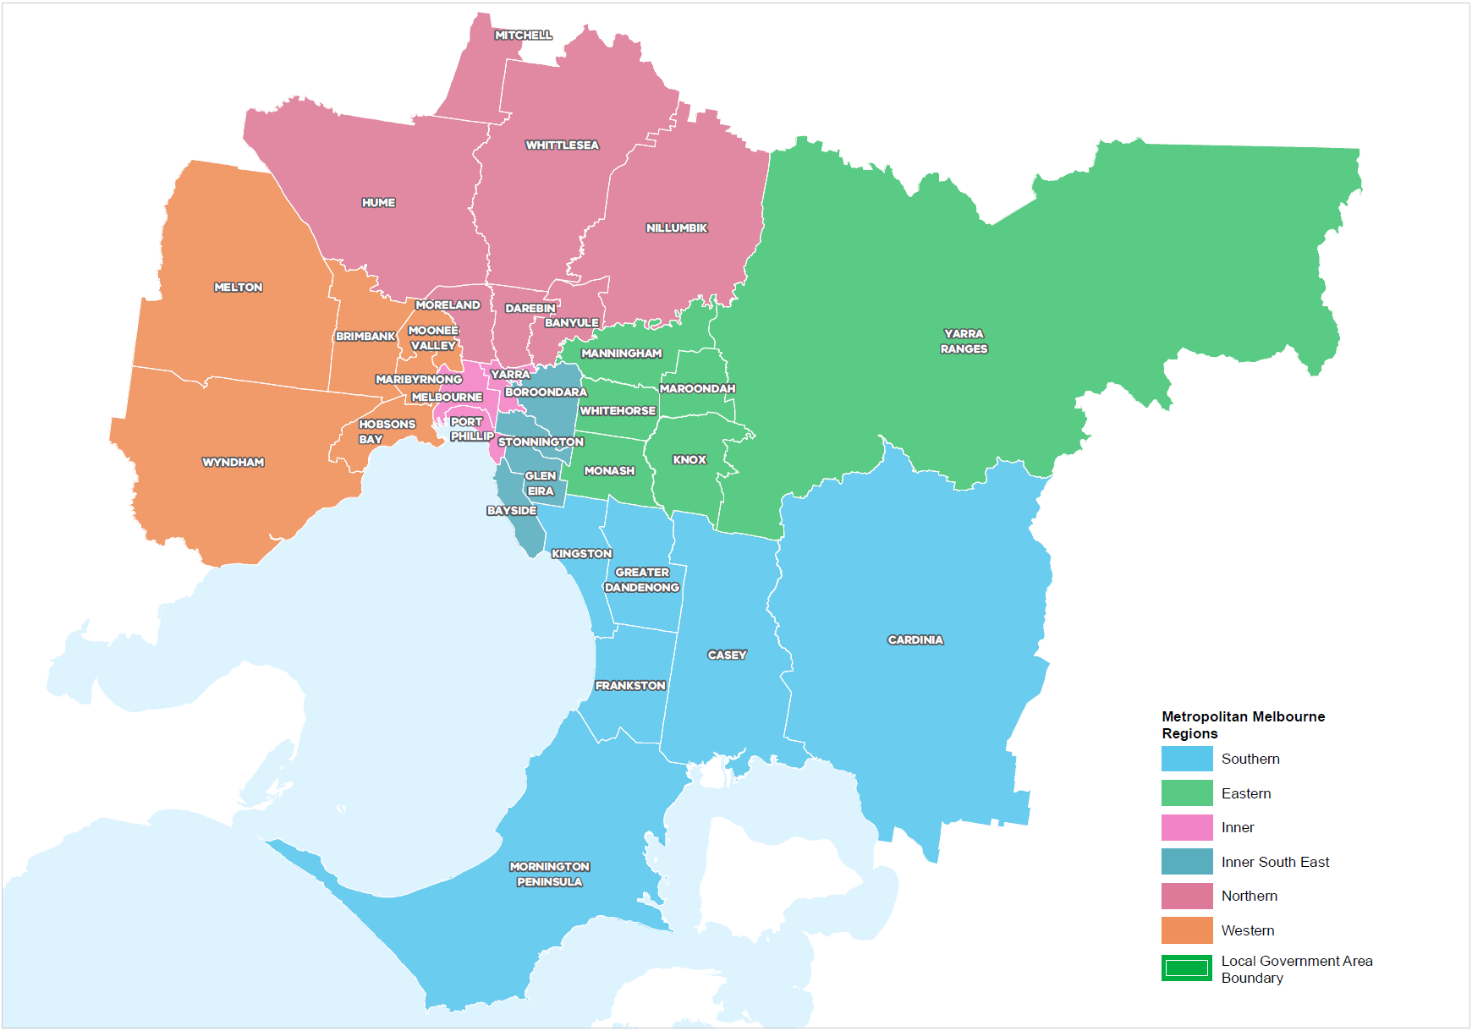 MITCHELL
WHITTLESEA
HUME
NILLUMBIK
MELTON
MORELAND
DAREBIN
BANYULE
BRIMBANK
MOONEE
VALLEY
YARRA
RANGES
MANNINGHAM
MARIBYRNONG
YARRA
MAROONDAH
MELBOURNE
BOROONDARA
WHITEHORSE
HOBSONS
BAY
PORT
PHILLIP
STONNINGTON
WYNDHAM
KNOX
MONASH
GLEN
EIRA
BAYSIDE
KINGSTON
GREATER
DANDENONG
CARDINIA
CASEY
FRANKSTON
MORNINGTON
PENINSULA
Metropolitan Melbourne
Regions
Southern
Eastern
Inner
Inner South East
Northern
Western
Local Government Area
Boundary